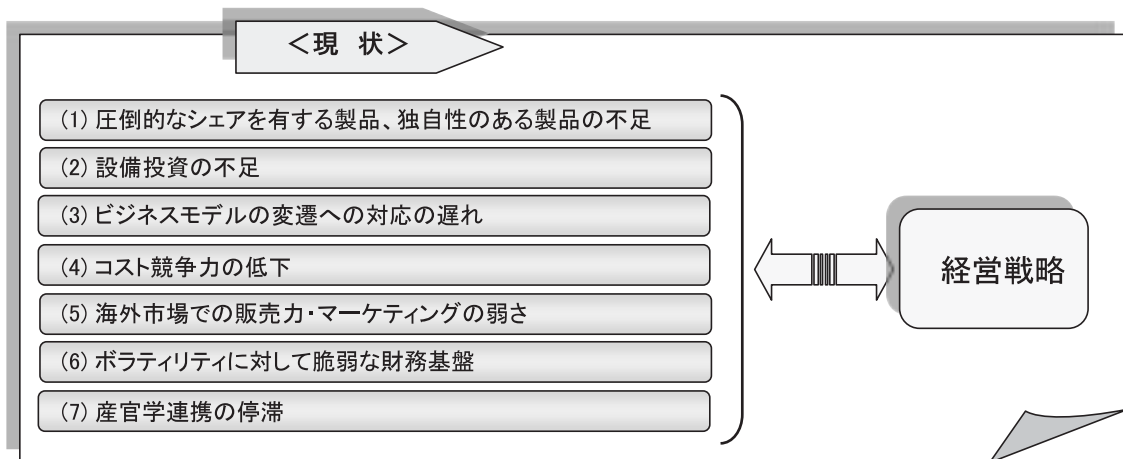 ＜現 状＞
(1) 圧倒的なシェアを有する製品、独自性のある製品の不足
(2) 設備投資の不足
(3) ビジネスモデルの変遷への対応の遅れ
(4) コスト競争力の低下
(5) 海外市場での販売力・マーケティングの弱さ
(6) ボラティリティに対して脆弱な財務基盤
(7) 産官学連携の停滞
経営戦略